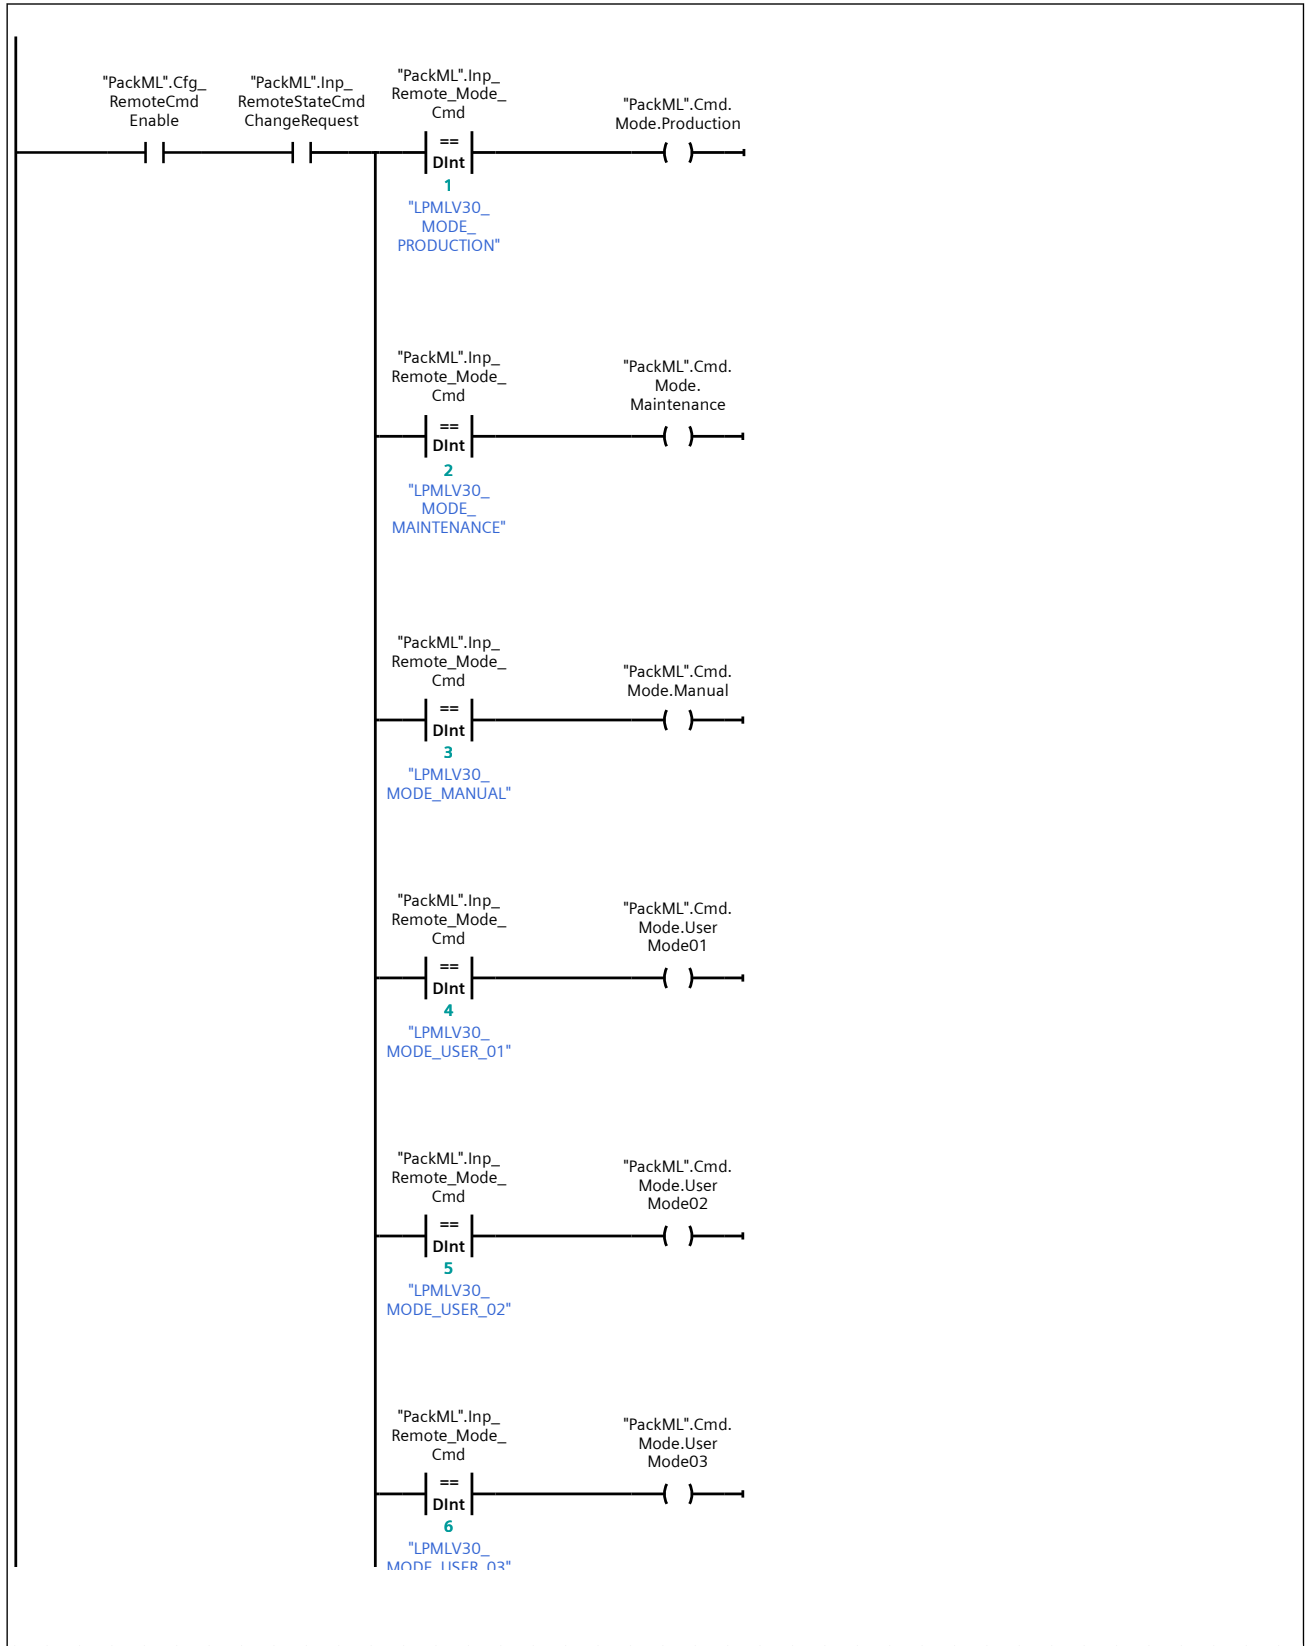 "PackML".Cfg_
RemoteCmd
Enable
"PackML".Inp_
RemoteStateCmd
ChangeRequest
"PackML".Inp_
Remote_Mode_
Cmd
==
DInt
1
"LPMLV30_
MODE_
PRODUCTION"
"PackML".Cmd.
Mode.Production
"PackML".Inp_
Remote_Mode_
Cmd
==
DInt
2
"LPMLV30_
MODE_
MAINTENANCE"
"PackML".Cmd.
Mode.
Maintenance
"PackML".Inp_
Remote_Mode_
Cmd
==
DInt
3
"LPMLV30_
MODE_MANUAL"
"PackML".Cmd.
Mode.Manual
"PackML".Inp_
Remote_Mode_
Cmd
==
DInt
4
"LPMLV30_
MODE_USER_01"
"PackML".Cmd.
Mode.User
Mode01
"PackML".Inp_
Remote_Mode_
Cmd
==
DInt
5
"LPMLV30_
MODE_USER_02"
"PackML".Cmd.
Mode.User
Mode02
"PackML".Inp_
Remote_Mode_
Cmd
==
DInt
6
"LPMLV30_
MODE_USER_03"
"PackML".Cmd.
Mode.User
Mode03